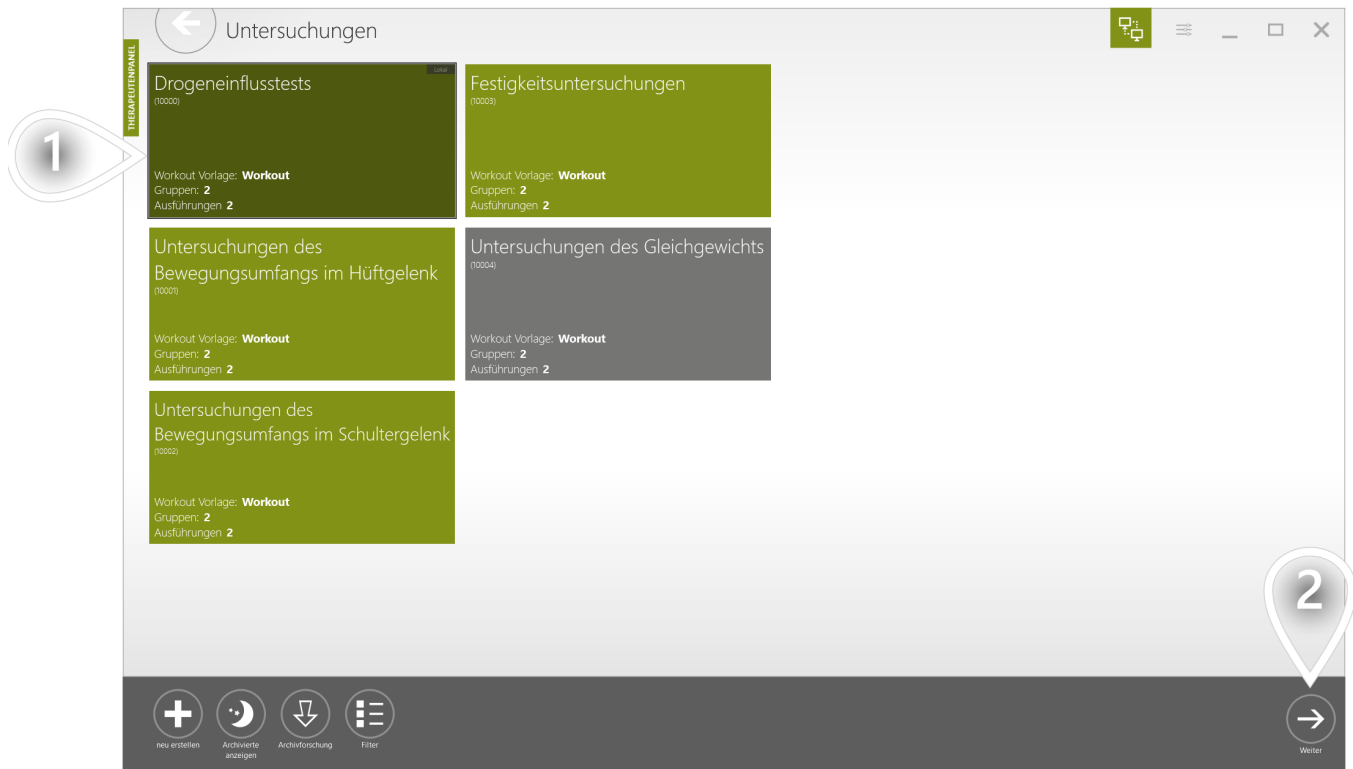 Untersuchungen
THERAPEUTENPANEL
1
Lokal
Drogeneinflusstests
(10000)
Workout Vorlage: Workout
Gruppen: 2
Ausführungen 2
Festigkeitsuntersuchungen
(10003)
Workout Vorlage: Workout
Gruppen: 2
Ausführungen 2
Untersuchungen des
Bewegungsumfangs im Hüftgelenk
(10001)
Workout Vorlage: Workout
Gruppen: 2
Ausführungen 2
Untersuchungen des Gleichgewichts
(10004)
Workout Vorlage: Workout
Gruppen: 2
Ausführungen 2
Untersuchungen des
Bewegungsumfangs im Schultergelenk
(10002)
Workout Vorlage: Workout
Gruppen: 2
Ausführungen 2
2
neu erstellen
Archivierte
anzeigen
Archivforschung
Filter
Weiter